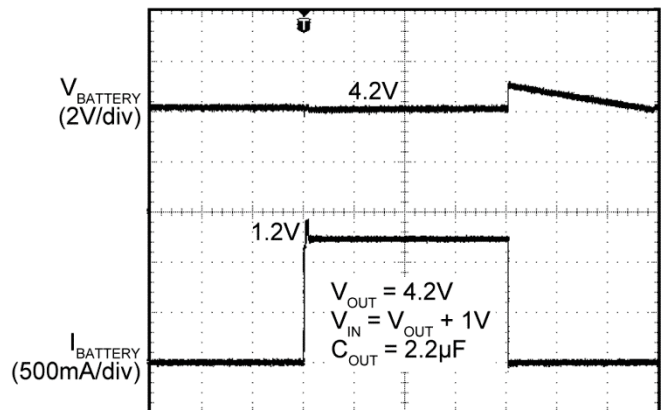 T
V_BATTERY
(2V/div)
4.2V
1.2V
V_OUT = 4.2V
V_IN = V_OUT + 1V
C_OUT = 2.2µF
I_BATTERY
(500mA/div)